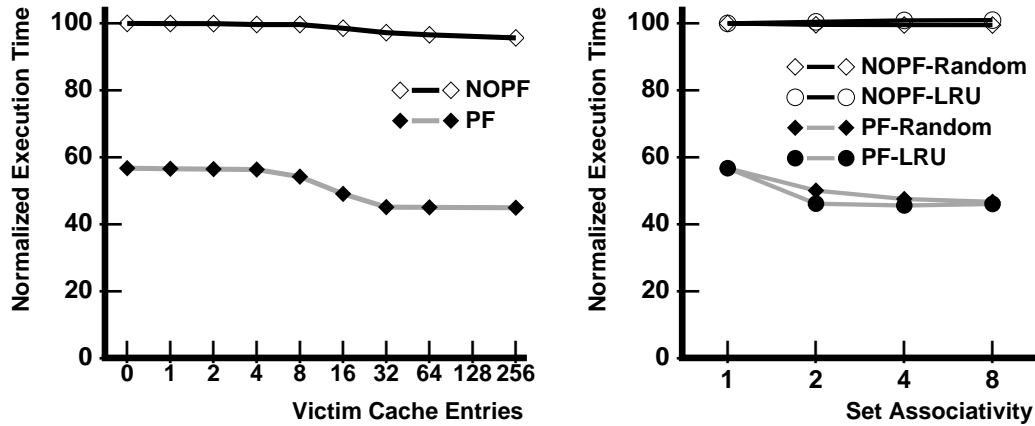 Normalized Execution Time
100
80
60
40
20
0
0 1 2 4 8 16 32 64 128 256
Victim Cache Entries
NOPF
PF
Normalized Execution Time
100
80
60
40
20
0
1 2 4 8
Set Associativity
NOPF-Random
NOPF-LRU
PF-Random
PF-LRU